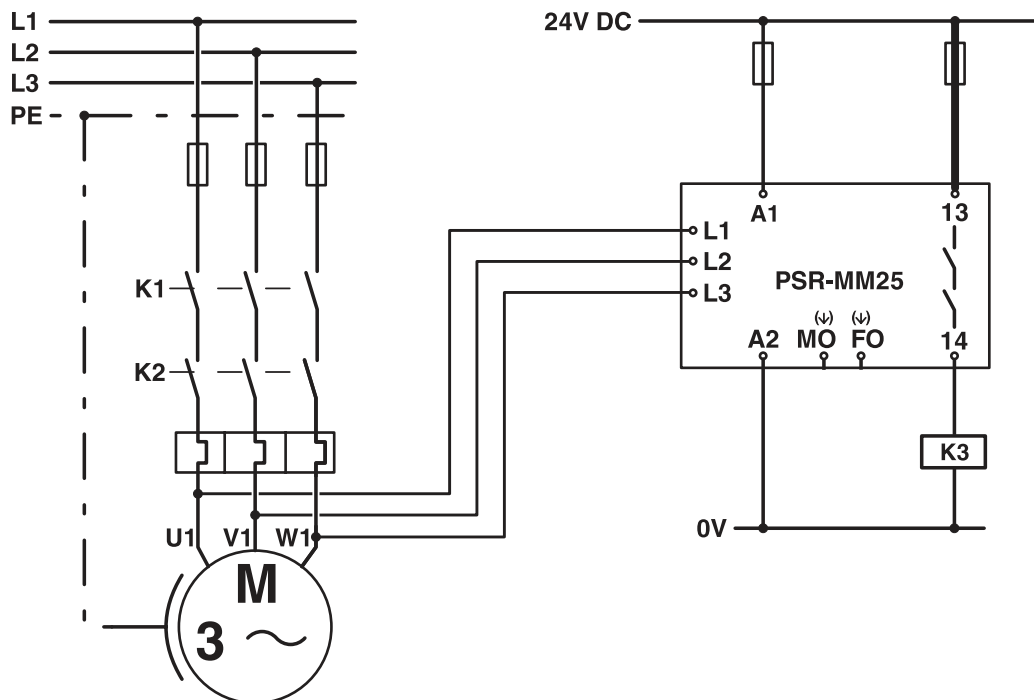 L1
L2
L3
PE
K1
K2
U1 V1 W1
M
3
24V DC
A1 13
L1
L2
L3
PSR-MM25
A2 MO FO 14
K3
0V